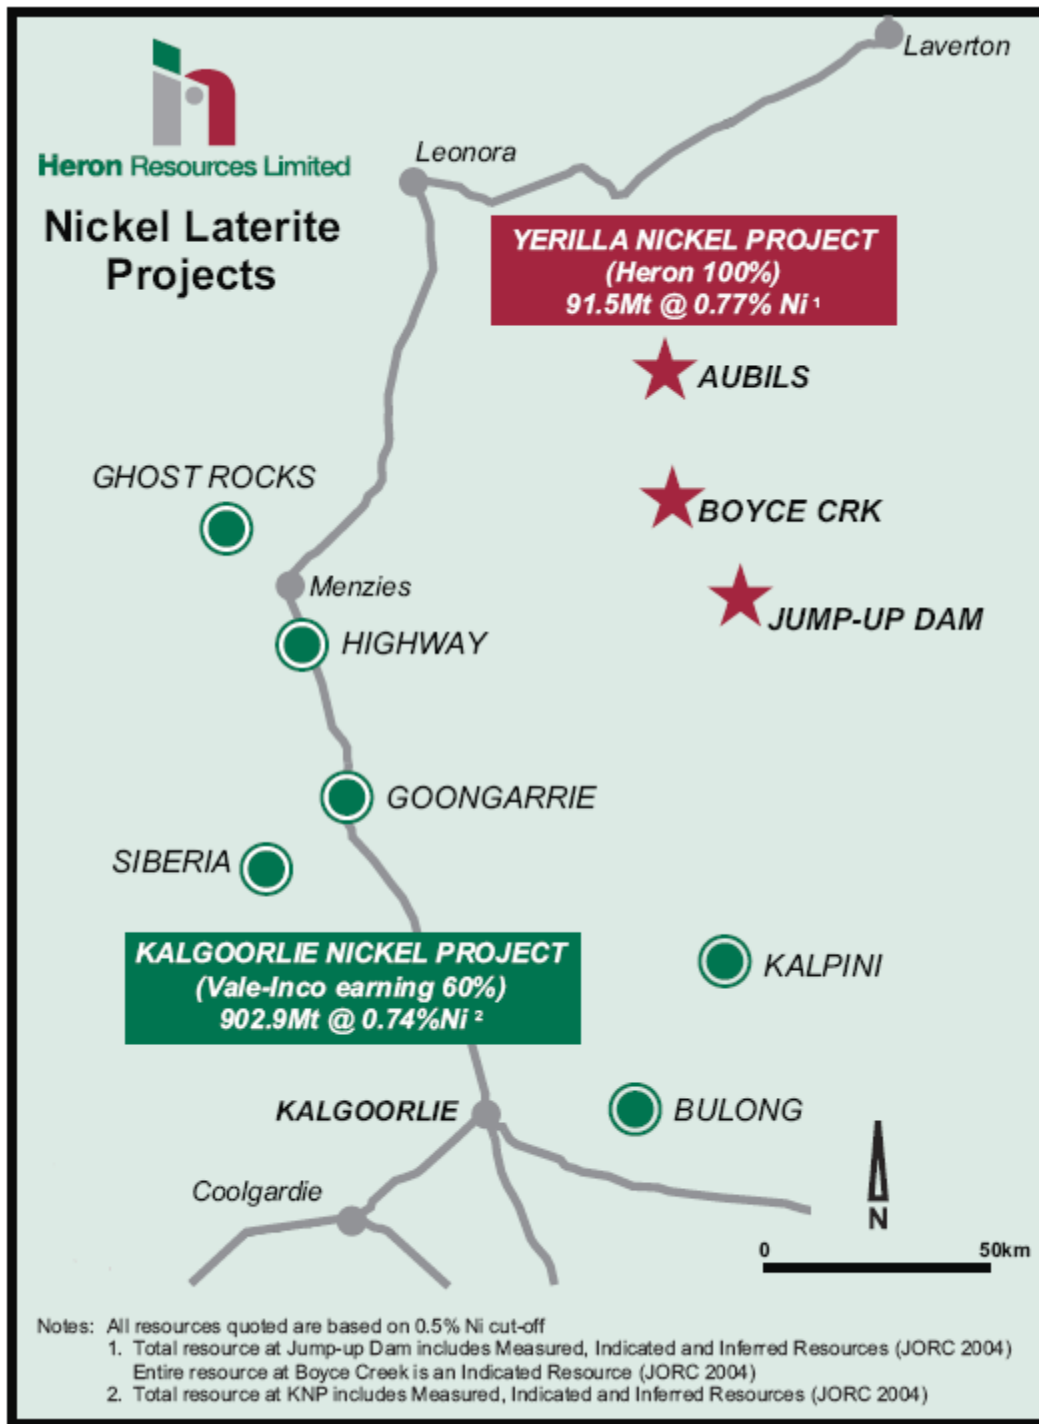 Laverton
Heron Resources Limited
Leonora
Nickel Laterite
Projects
YERILLA NICKEL PROJECT
(Heron 100%)
91.5Mt @ 0.77% Ni ¹
AUBILS
GHOST ROCKS
BOYCE CRK
Menzies
JUMP-UP DAM
HIGHWAY
GOONGARRIE
SIBERIA
KALGOORLIE NICKEL PROJECT
(Vale-Inco earning 60%)
902.9Mt @ 0.74%Ni ²
KALPINI
KALGOORLIE
BULONG
Coolgardie
N
0 50km
Notes: All resources quoted are based on 0.5% Ni cut-off
1. Total resource at Jump-up Dam includes Measured, Indicated and Inferred Resources (JORC 2004)
Entire resource at Boyce Creek is an Indicated Resource (JORC 2004)
2. Total resource at KNP includes Measured, Indicated and Inferred Resources (JORC 2004)